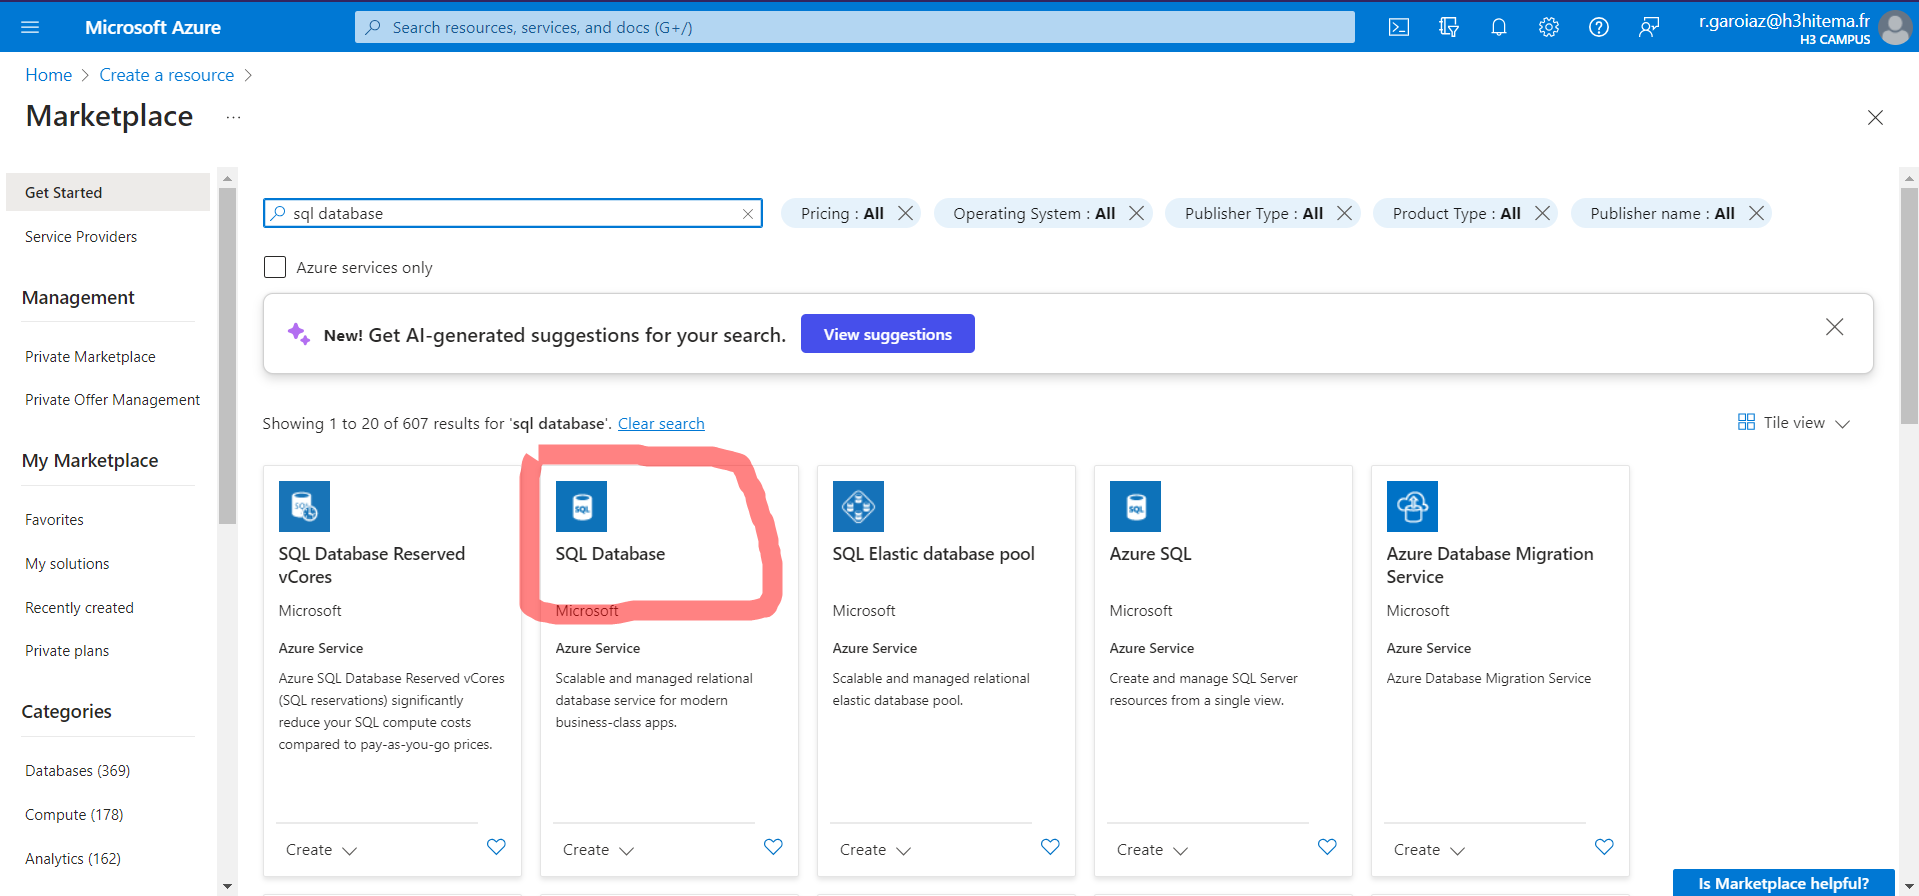 Microsoft Azure
Search resources, services, and docs (G+/)
r.garoiaz@h3hitema.fr
H3 CAMPUS
Home > Create a resource >
Marketplace ...
Get Started
Service Providers
Management
Private Marketplace
Private Offer Management
My Marketplace
Favorites
My solutions
Recently created
Private plans
Categories
Databases (369)
Compute (178)
Analytics (162)
sql database
Pricing : All
Operating System : All
Publisher Type : All
Product Type : All
Publisher name : All
Azure services only
New! Get AI-generated suggestions for your search.
View suggestions
Showing 1 to 20 of 607 results for 'sql database'. Clear search
Tile view
SQL
SQL Database Reserved
vCores
Microsoft
Azure Service
Azure SQL Database Reserved vCores
(SQL reservations) significantly
reduce your SQL compute costs
compared to pay-as-you-go prices.
Create
SQL
SQL Database
Microsoft
Azure Service
Scalable and managed relational
database service for modern
business-class apps.
Create
SQL Elastic database pool
Microsoft
Azure Service
Scalable and managed relational
elastic database pool.
Create
SQL
Azure SQL
Microsoft
Azure Service
Create and manage SQL Server
resources from a single view.
Create
Azure Database Migration
Service
Microsoft
Azure Service
Azure Database Migration Service
Create
Is Marketplace helpful?